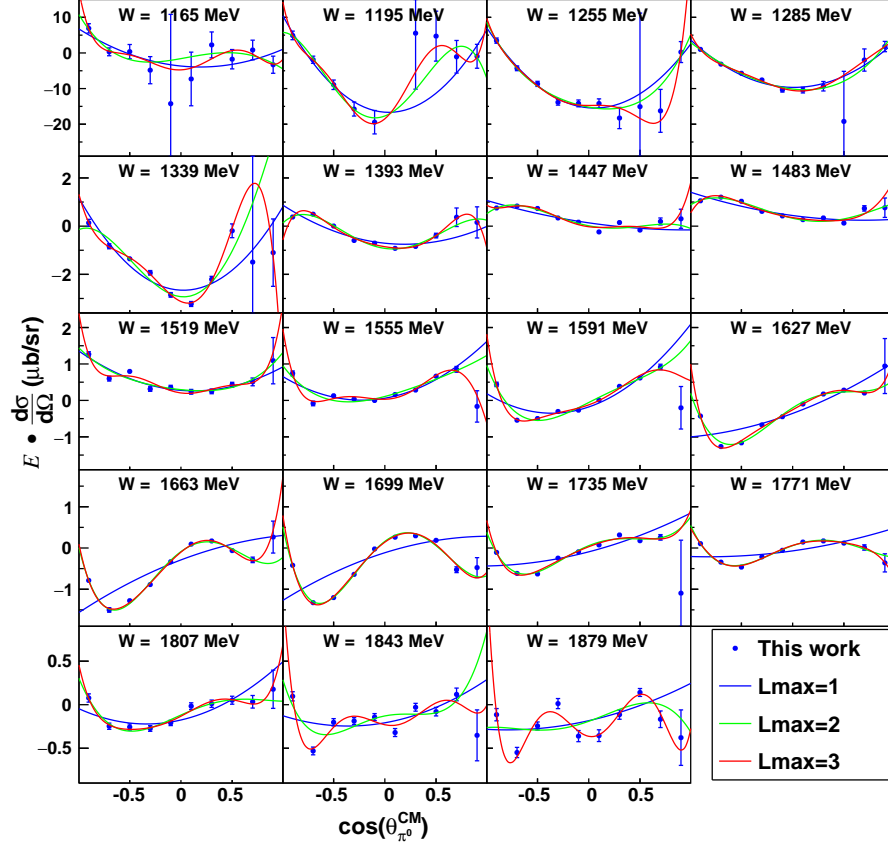 W = 1165 MeV W = 1195 MeV W = 1255 MeV W = 1285 MeV
10
0
−10
−20
W = 1339 MeV W = 1393 MeV W = 1447 MeV W = 1483 MeV
2
0
−2
W = 1519 MeV W = 1555 MeV W = 1591 MeV W = 1627 MeV
2
1
0
−1
W = 1663 MeV W = 1699 MeV W = 1735 MeV W = 1771 MeV
1
0
−1
W = 1807 MeV W = 1843 MeV W = 1879 MeV
0.5
0
−0.5
−0.5 0 0.5 −0.5 0 0.5 −0.5 0 0.5
E • dσ/dΩ (μb/sr)
cos(θ_{π⁰}^{CM})
This work
Lmax=1
Lmax=2
Lmax=3